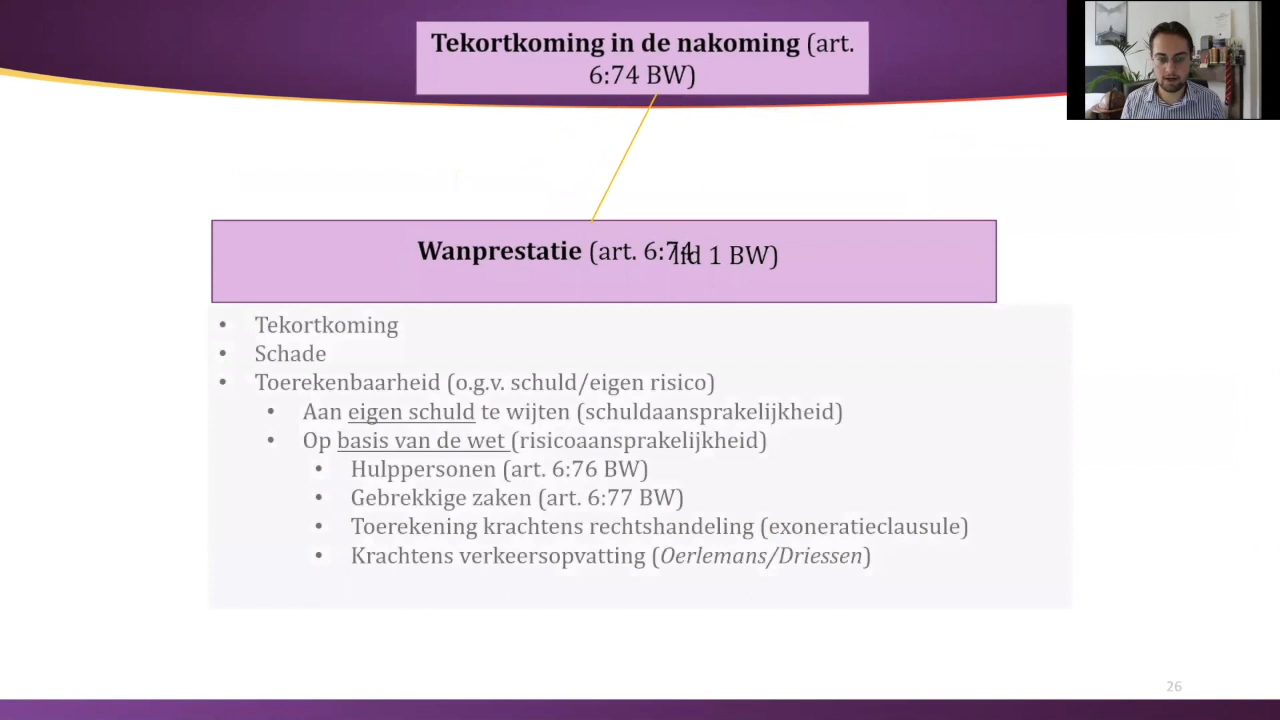 Tekortkoming in de nakoming (art.
6:74 BW)
Wanprestatie (art. 6:74 lid 1 BW)
• Tekortkoming
• Schade
• Toerekenbaarheid (o.g.v. schuld/eigen risico)
• Aan eigen schuld te wijten (schuldaansprakelijkheid)
• Op basis van de wet (risicoaansprakelijkheid)
• Hulppersonen (art. 6:76 BW)
• Gebrekkige zaken (art. 6:77 BW)
• Toerekening krachtens rechtshandeling (exoneratieclausule)
• Krachtens verkeersopvatting (Oerlemans/Driessen)
26